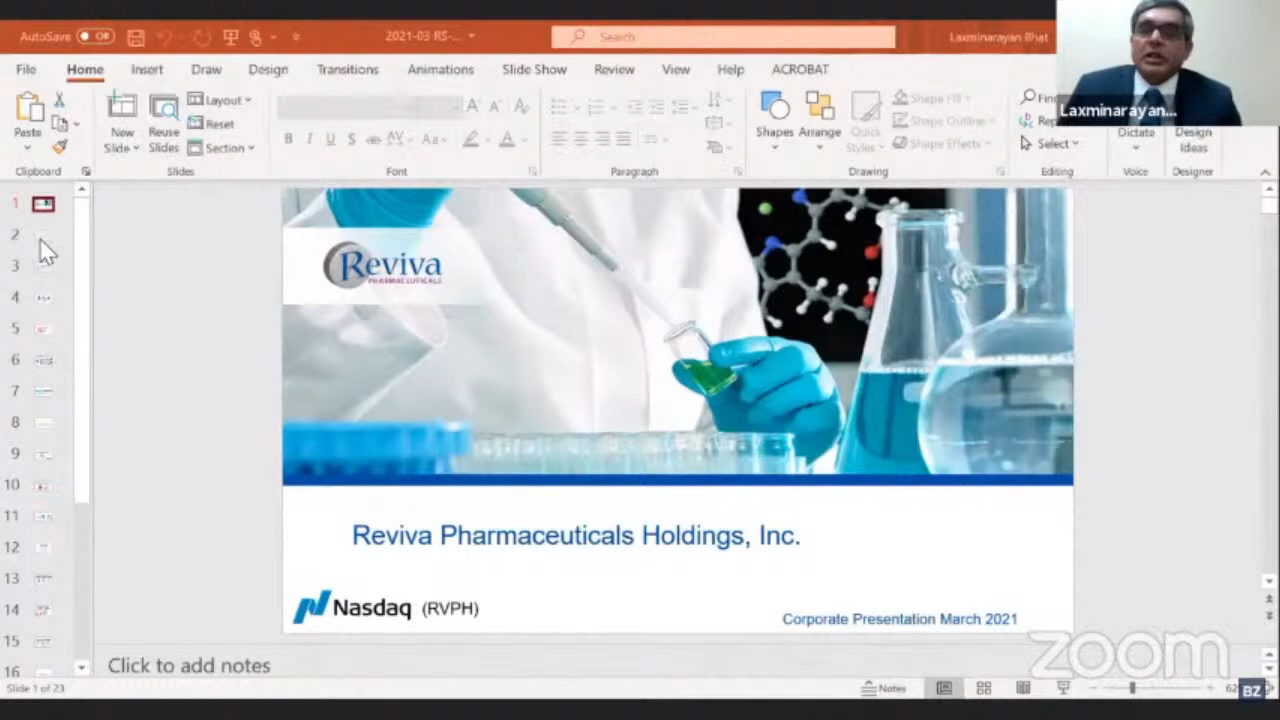 AutoSave Off 2021-03 RS-... Search Laxminarayan Bhat
File Home Insert Draw Design Transitions Animations Slide Show Review View Help ACROBAT
Laxminarayan...
Paste
New
Slide
Reuse
Slides
Layout
Reset
Section
B I U S ab AV Aa A
Shapes Arrange Quick
Styles
Shape Fill
Shape Outline
Shape Effects
Select
Dictate
Design
Ideas
Clipboard Slides Font Paragraph Drawing Editing Voice Designer
1
2
3
4
5
6
7
8
9
10
11
12
13
14
15
16
Reviva
PHARMACEUTICALS
Reviva Pharmaceuticals Holdings, Inc.
Nasdaq (RVPH)
Corporate Presentation March 2021
zoom
Click to add notes
Slide 1 of 23 Notes
BZ